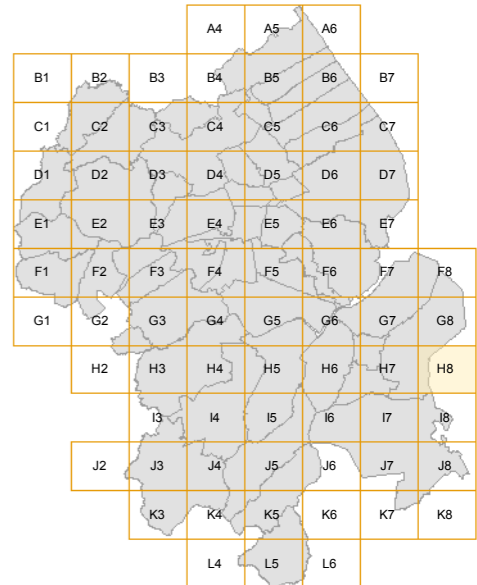 A4 A5 A6
B1 B2 B3 B4 B5 B6 B7
C1 C2 C3 C4 C5 C6 C7
D1 D2 D3 D4 D5 D6 D7
E1 E2 E3 E4 E5 E6 E7
F1 F2 F3 F4 F5 F6 F7 F8
G1 G2 G3 G4 G5 G6 G7 G8
H2 H3 H4 H5 H6 H7 H8
I3 I4 I5 I6 I7 I8
J2 J3 J4 J5 J6 J7 J8
K3 K4 K5 K6 K7 K8
L4 L5 L6